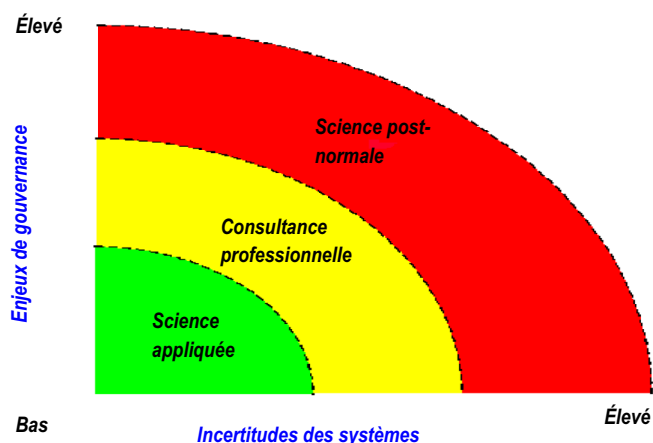 Élevé
Enjeux de gouvernance
Science post-
normale
Consultance
professionnelle
Science
appliquée
Bas
Élevé
Incertitudes des systèmes